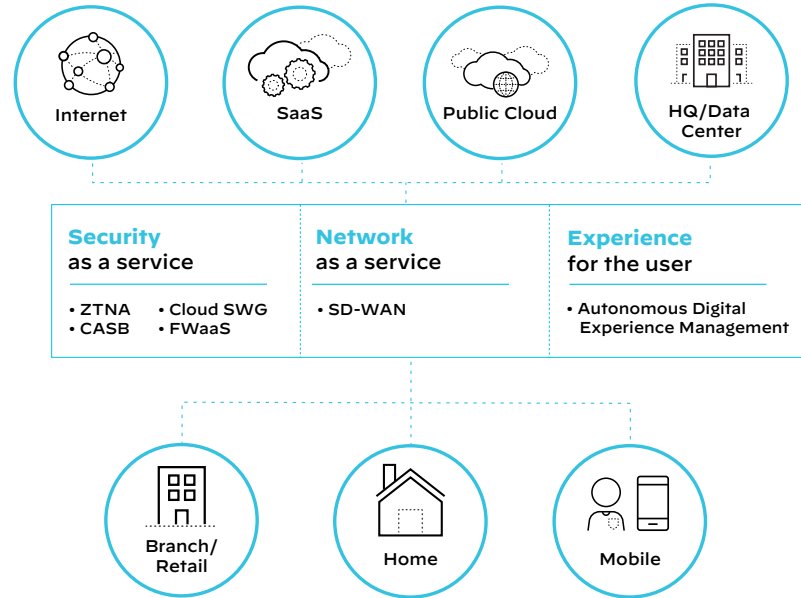 Internet
SaaS
Public Cloud
HQ/Data
Center
Security
as a service
• ZTNA
• CASB
• Cloud SWG
• FWaaS
Network
as a service
• SD-WAN
Experience
for the user
• Autonomous Digital
Experience Management
Branch/
Retail
Home
Mobile